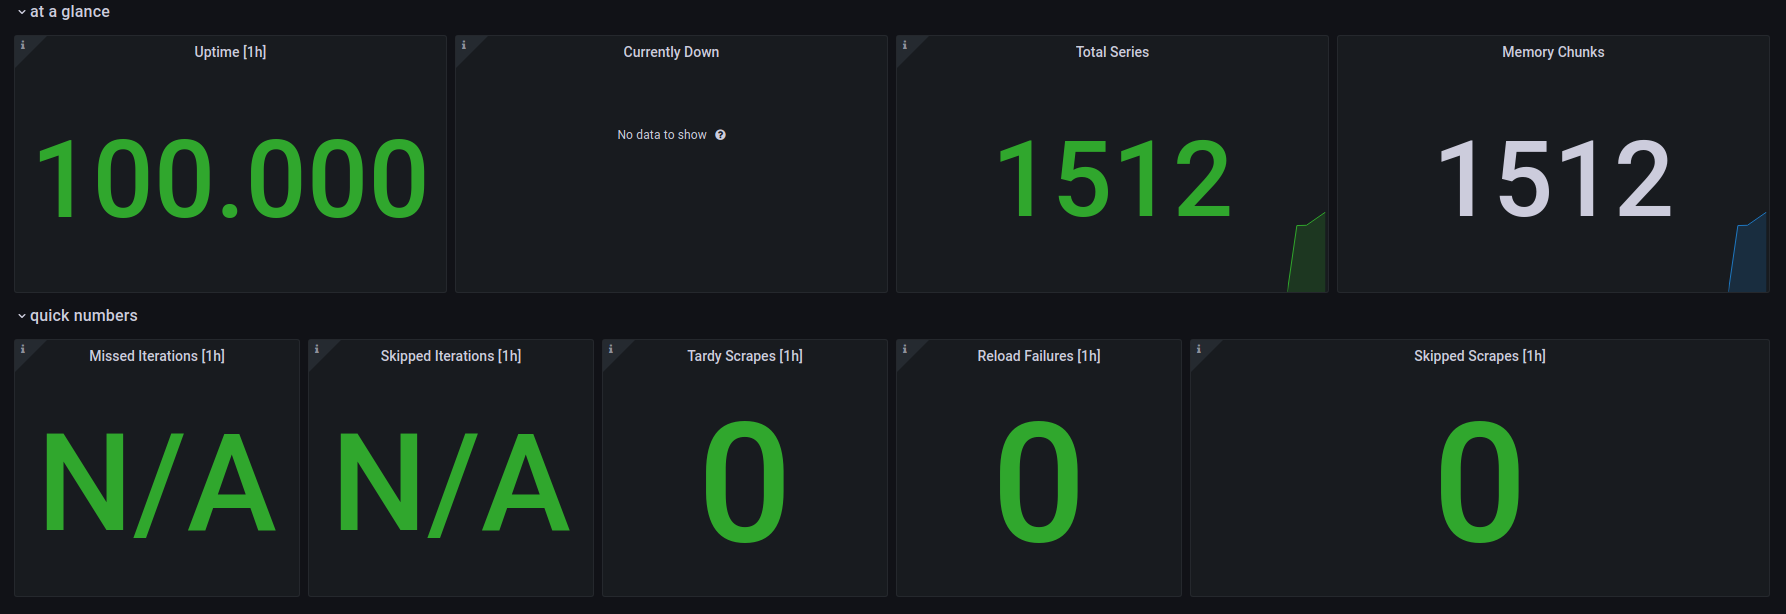 at a glance
Uptime [1h]
Currently Down
Total Series
Memory Chunks
100.000
No data to show
1512
1512
quick numbers
Missed Iterations [1h]
Skipped Iterations [1h]
Tardy Scrapes [1h]
Reload Failures [1h]
Skipped Scrapes [1h]
N/A
N/A
0
0
0